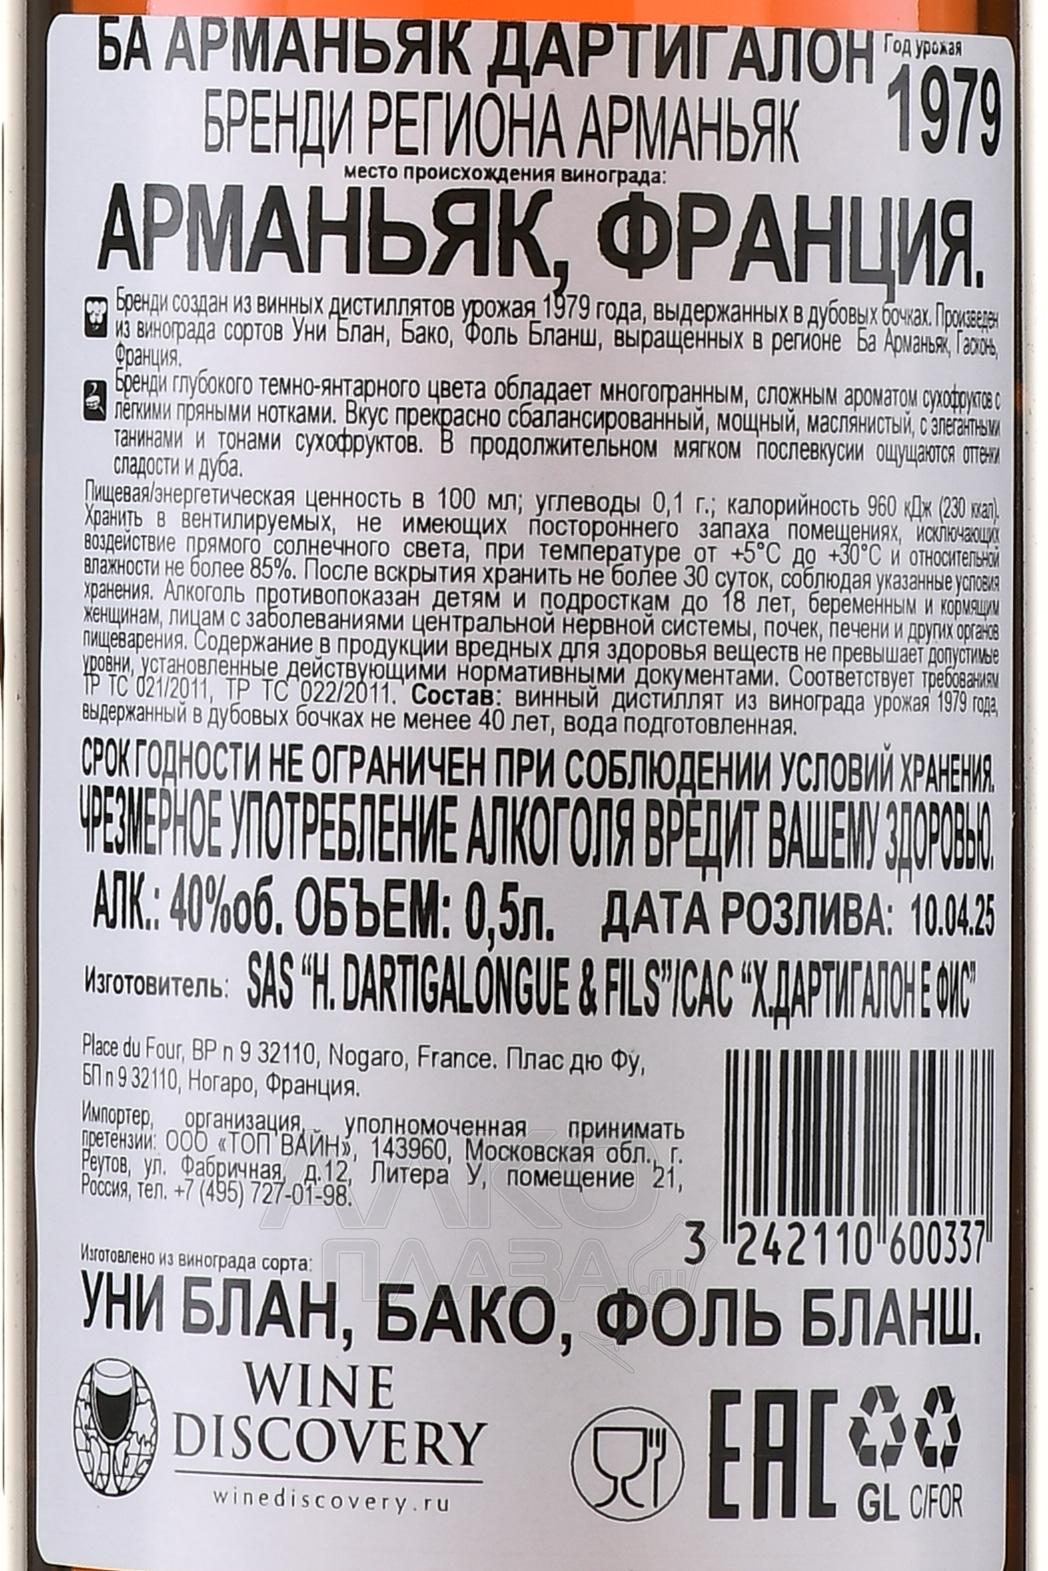 БА АРМАНЬЯК ДАРТИГАЛОН
Год урожая
1979
БРЕНДИ РЕГИОНА АРМАНЬЯК
место происхождения винограда:
АРМАНЬЯК, ФРАНЦИЯ.
Бренди создан из винных дистиллятов урожая 1979 года, выдержанных в дубовых бочках. Произведен
из винограда сортов Уни Блан, Бако, Фоль Бланш, выращенных в регионе Ба Арманьяк, Гасконь,
Франция.
Бренди глубокого темно-янтарного цвета обладает многогранным, сложным ароматом сухофруктов с
легкими пряными нотками. Вкус прекрасно сбалансированный, мощный, маслянистый, с элегантными
танинами и тонами сухофруктов. В продолжительном мягком послевкусии ощущаются оттенки
сладости и дуба.
Пищевая/энергетическая ценность в 100 мл; углеводы 0,1 г.; калорийность 960 кДж (230 ккал).
Хранить в вентилируемых, не имеющих постороннего запаха помещениях, исключающих
воздействие прямого солнечного света, при температуре от +5°C до +30°C и относительной
влажности не более 85%. После вскрытия хранить не более 30 суток, соблюдая указанные условия
хранения. Алкоголь противопоказан детям и подросткам до 18 лет, беременным и кормящим
женщинам, лицам с заболеваниями центральной нервной системы, почек, печени и других органов
пищеварения. Содержание в продукции вредных для здоровья веществ не превышает допустимые
уровни, установленные действующими нормативными документами. Соответствует требованиям
ТР ТС 021/2011, ТР ТС 022/2011. Состав: винный дистиллят из винограда урожая 1979 года,
выдержанный в дубовых бочках не менее 40 лет, вода подготовленная.
СРОК ГОДНОСТИ НЕ ОГРАНИЧЕН ПРИ СОБЛЮДЕНИИ УСЛОВИЙ ХРАНЕНИЯ.
ЧРЕЗМЕРНОЕ УПОТРЕБЛЕНИЕ АЛКОГОЛЯ ВРЕДИТ ВАШЕМУ ЗДОРОВЬЮ.
АЛК.: 40%об. ОБЪЕМ: 0,5л. ДАТА РОЗЛИВА: 10.04.25
Изготовитель: SAS "H. DARTIGALONGUE & FILS"/САС "Х.ДАРТИГАЛОН Е ФИС"
Place du Four, BP n 9 32110, Nogaro, France. Плас дю Фу,
БП n 9 32110, Ногаро, Франция.
Импортер, организация, уполномоченная принимать
претензии: ООО «ТОП ВАЙН», 143960, Московская обл., г.
Реутов, ул. Фабричная, д.12, Литера У, помещение 21,
Россия, тел. +7 (495) 727-01-98.
3 242110 600337
АЛКО
ПЛАЗА.ru
Изготовлено из винограда сорта:
УНИ БЛАН, БАКО, ФОЛЬ БЛАНШ.
WINE
DISCOVERY
winediscovery.ru
EAC
GL C/FOR